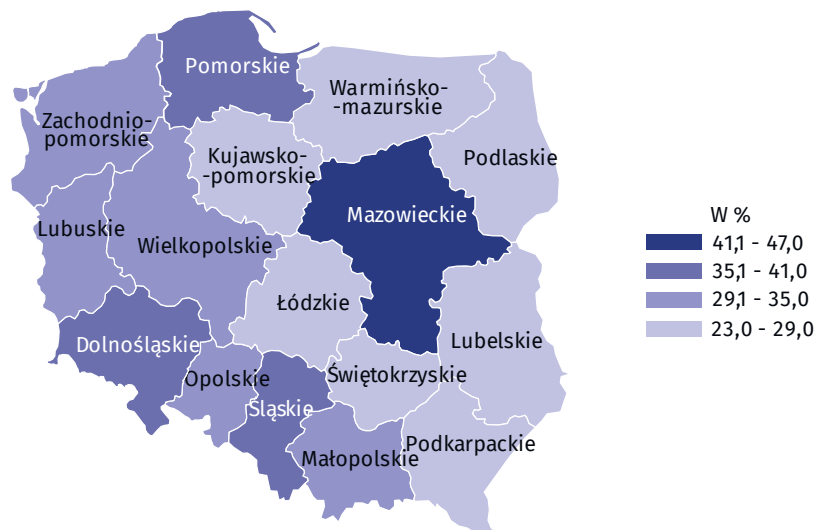 Pomorskie
Warmińsko-
-mazurskie
Zachodnio-
pomorskie
Kujawsko-
-pomorskie
Podlaskie
Mazowieckie
Lubuskie
Wielkopolskie
Łódzkie
Dolnośląskie
Lubelskie
Opolskie
Śląskie
Świętokrzyskie
Małopolskie
Podkarpackie
W %
41,1 - 47,0
35,1 - 41,0
29,1 - 35,0
23,0 - 29,0